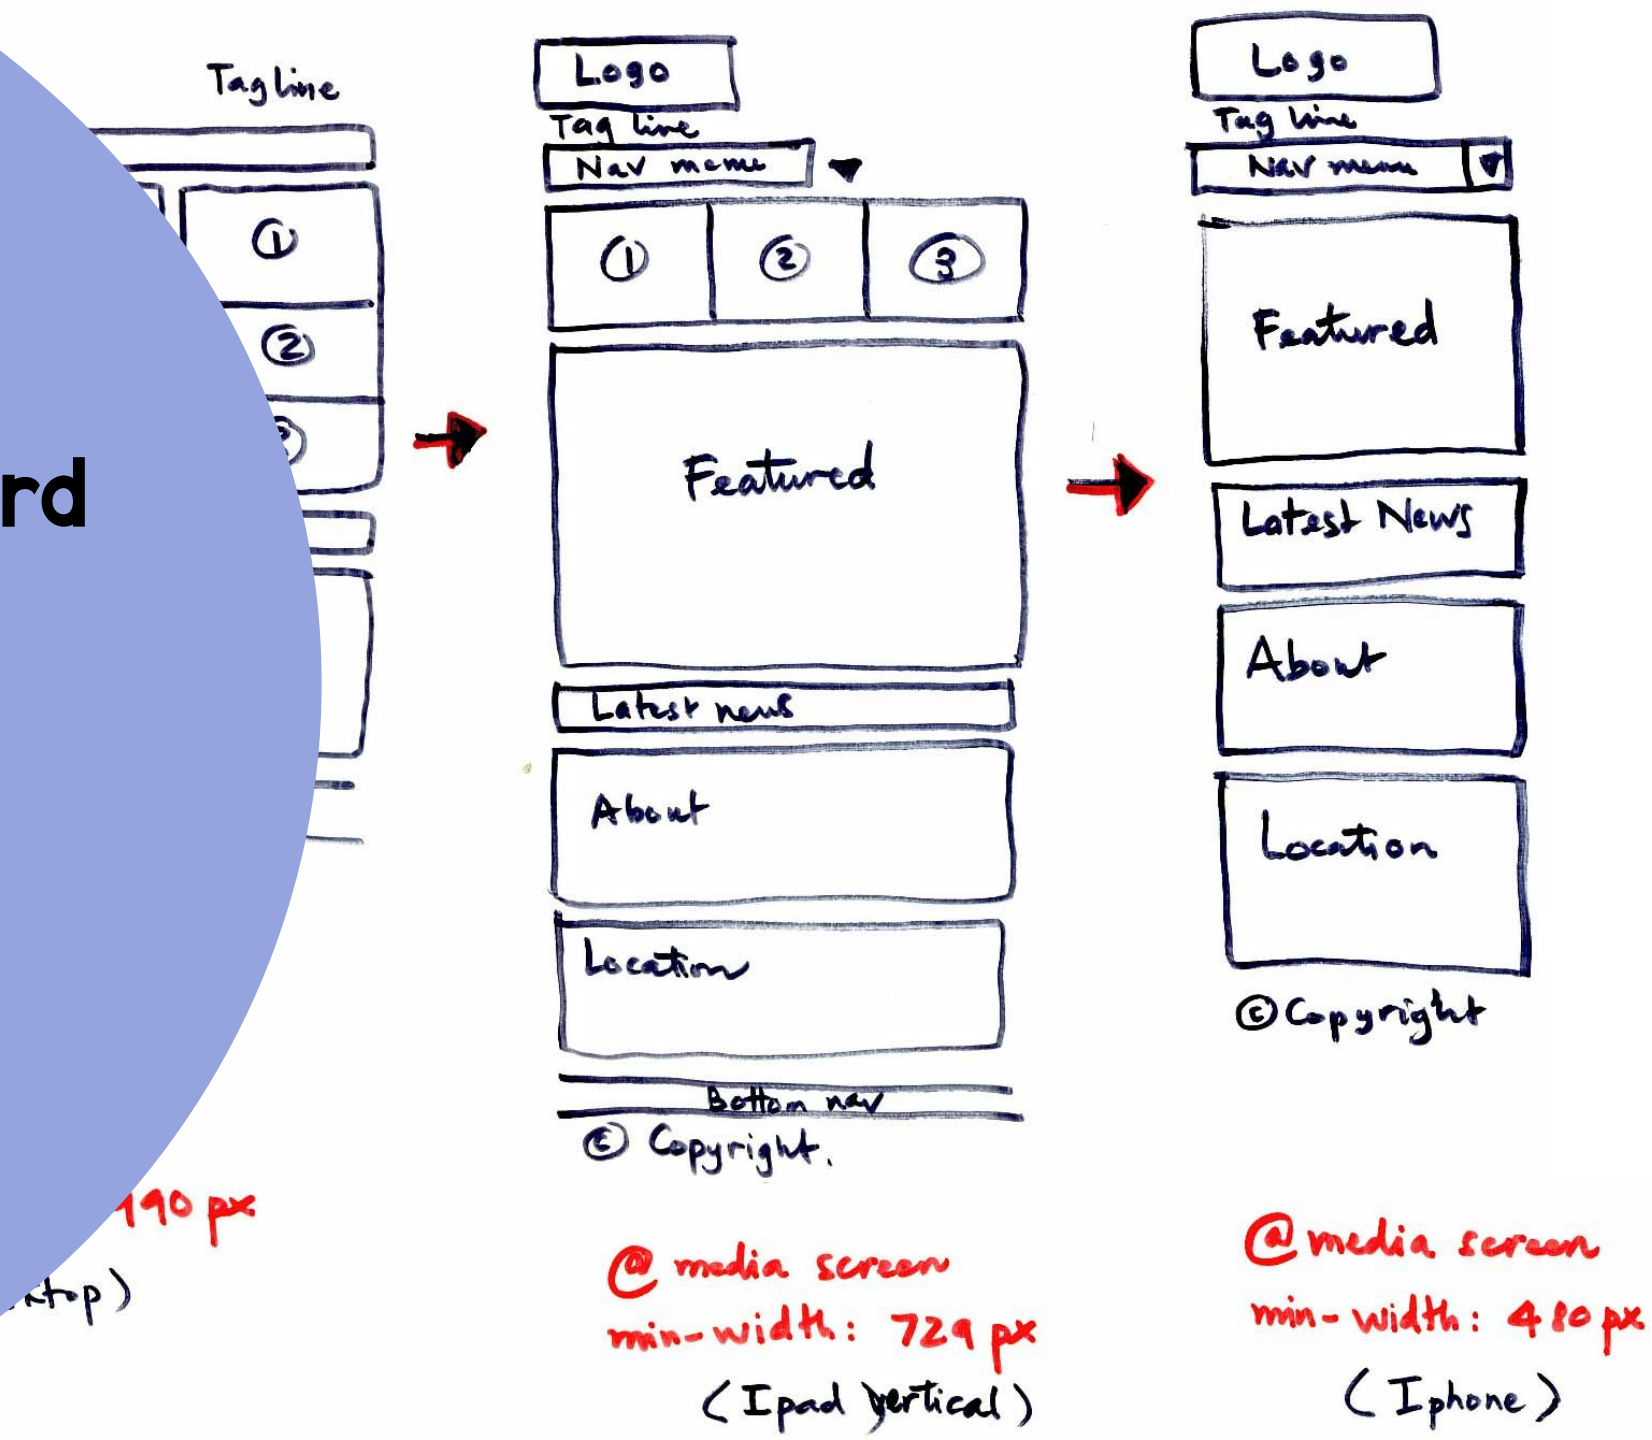 Tagline
①
②
rd
990 px
top)
Logo
Tag line
Nav menu
① ② ③
Featured
Latest news
About
Location
Bottom nav
© Copyright.
@media screen
min-width: 729 px
(Ipad vertical)
Logo
Tag line
Nav menu
Featured
Latest News
About
Location
© Copyright
@media screen
min-width: 480 px
(Iphone)